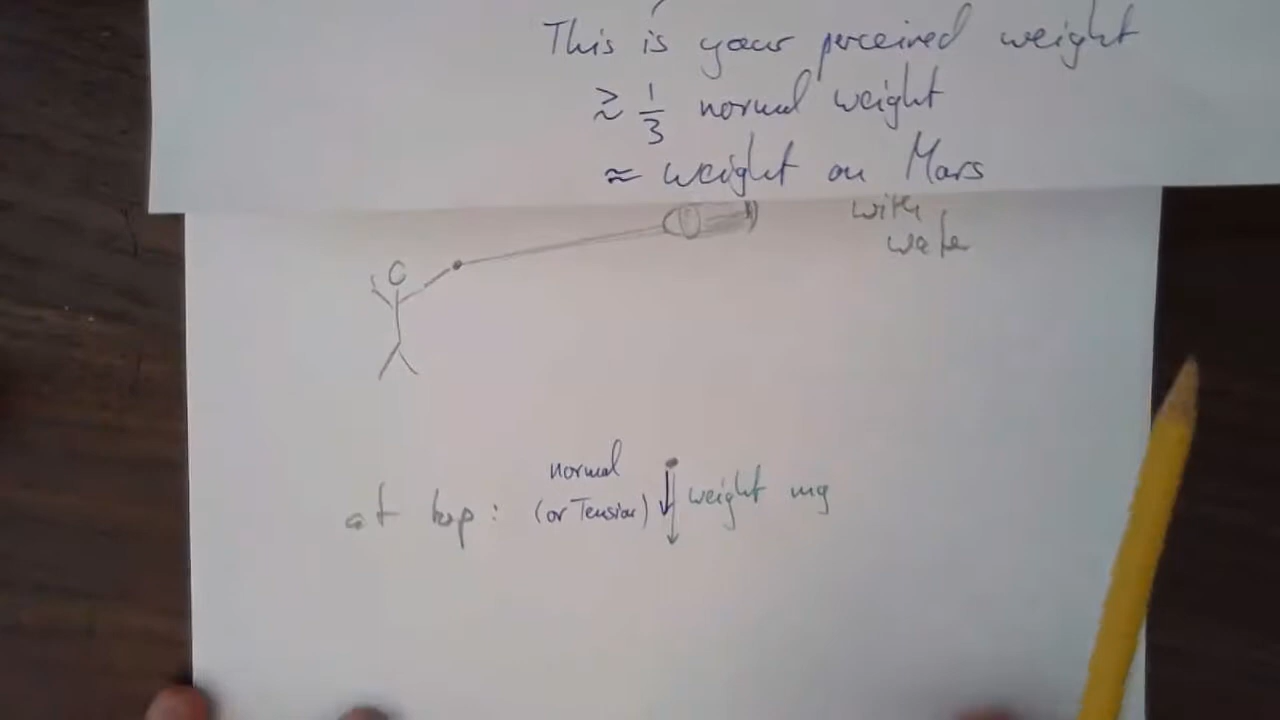 This is your perceived weight
≳ 1/3 normal weight
≈ weight on Mars
with
water
normal
at top: (or Tension) weight mg